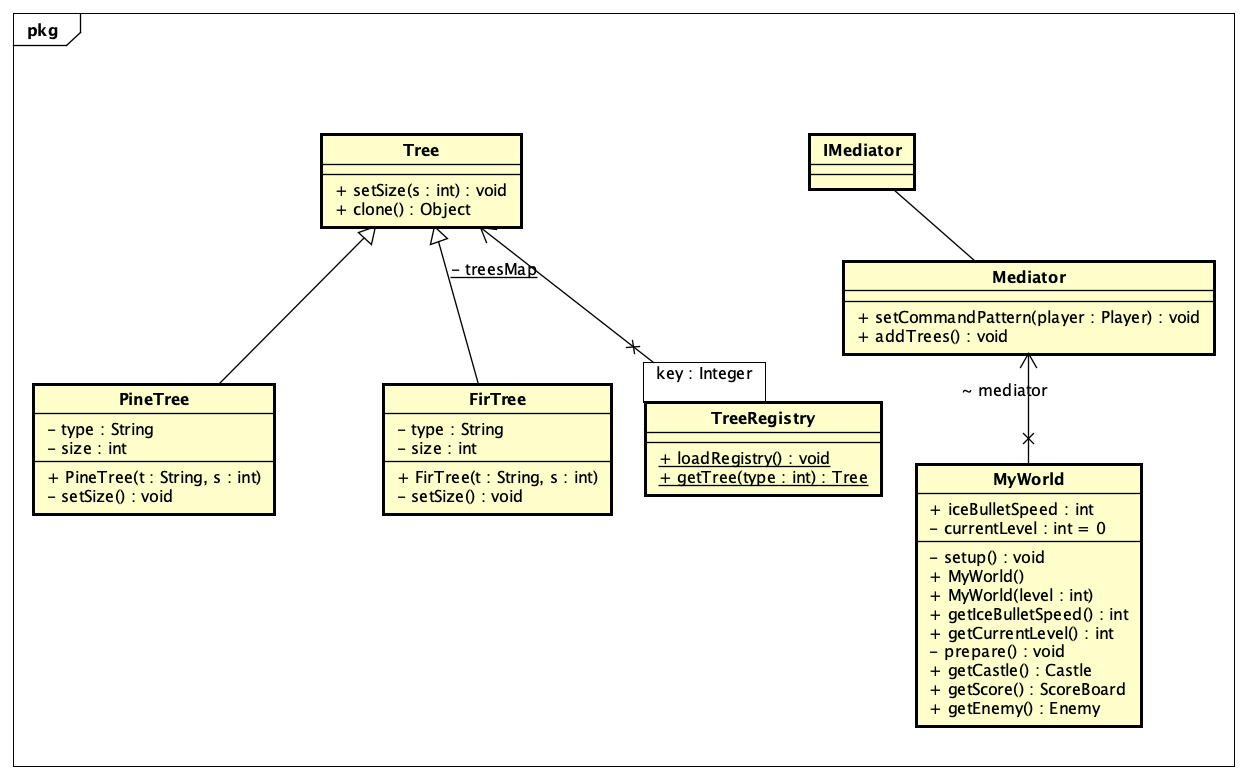 pkg
Tree
+ setSize(s : int) : void
+ clone() : Object
IMediator
Mediator
+ setCommandPattern(player : Player) : void
+ addTrees() : void
- treesMap
~ mediator
PineTree
- type : String
- size : int
+ PineTree(t : String, s : int)
- setSize() : void
FirTree
- type : String
- size : int
+ FirTree(t : String, s : int)
- setSize() : void
key : Integer
TreeRegistry
+ loadRegistry() : void
+ getTree(type : int) : Tree
MyWorld
+ iceBulletSpeed : int
- currentLevel : int = 0
- setup() : void
+ MyWorld()
+ MyWorld(level : int)
+ getIceBulletSpeed() : int
+ getCurrentLevel() : int
- prepare() : void
+ getCastle() : Castle
+ getScore() : ScoreBoard
+ getEnemy() : Enemy